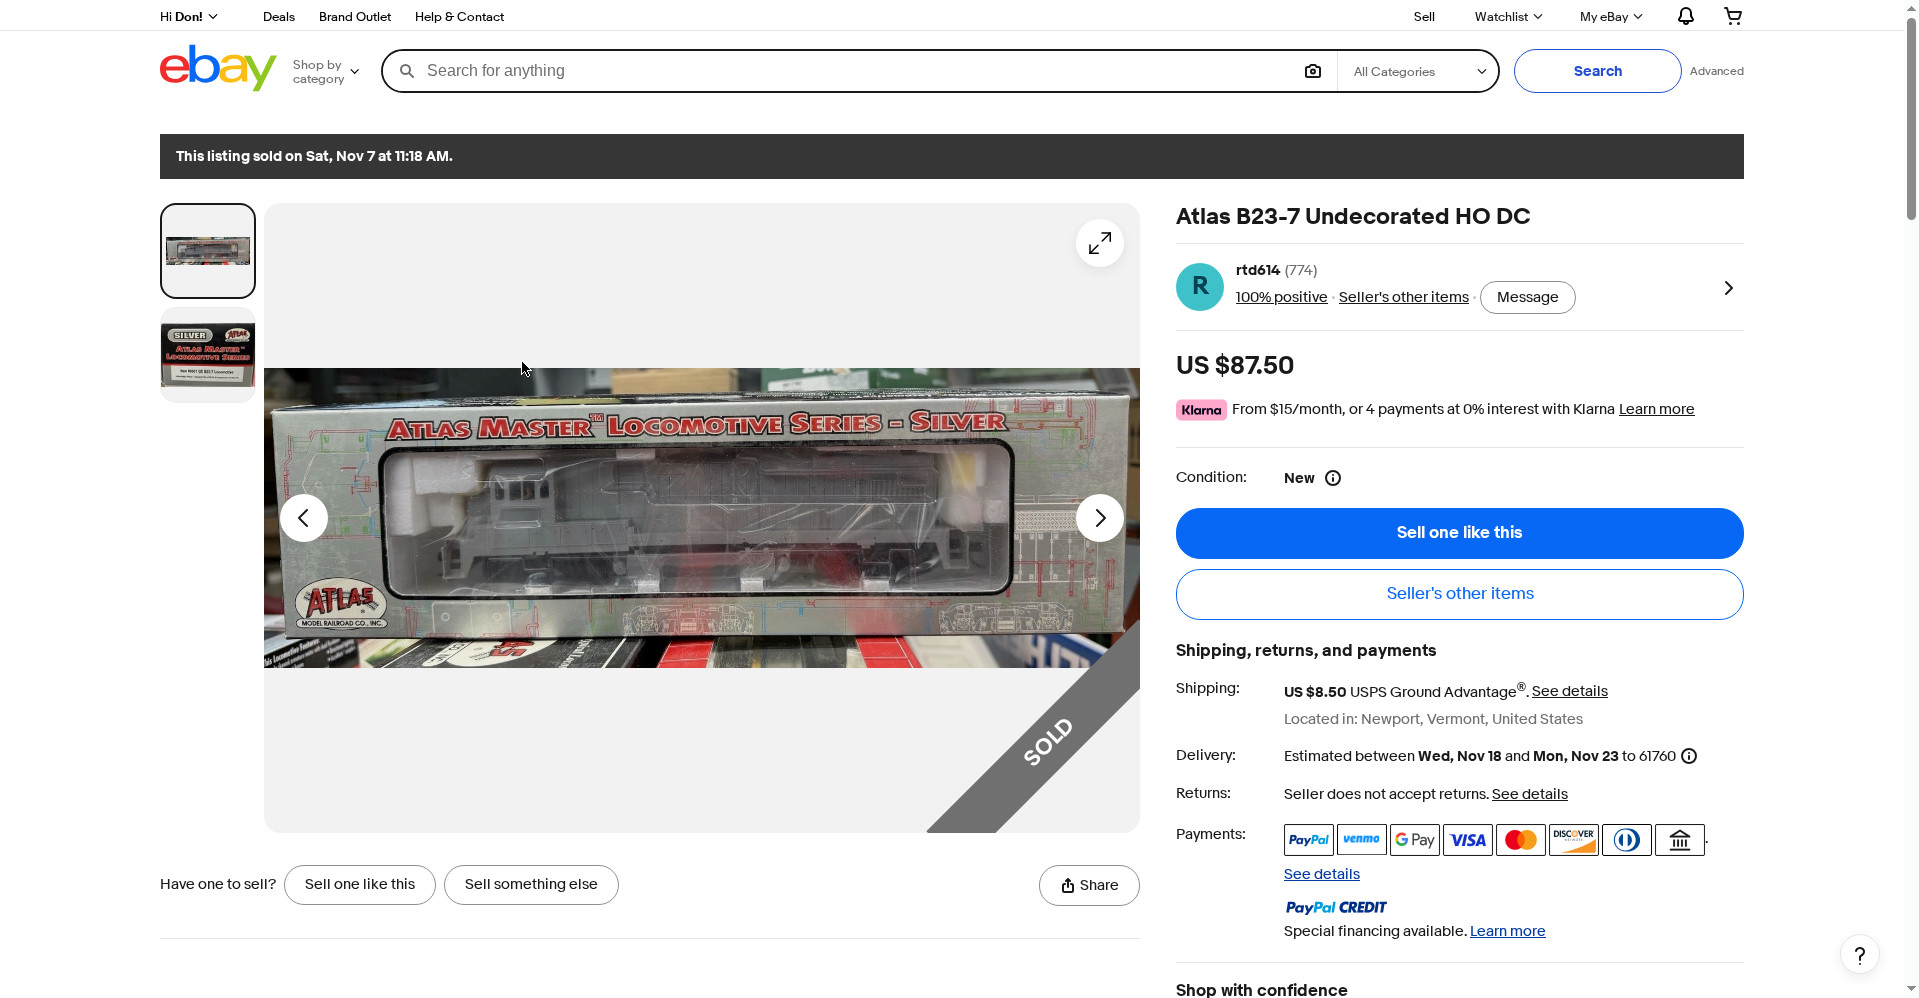 Hi Don!
Deals
Brand Outlet
Help & Contact
Sell
Watchlist
My eBay
ebay
Shop by category
Search for anything
All Categories
Search
Advanced
This listing sold on Sat, Nov 7 at 11:18 AM.
SILVER
ATLAS
ATLAS MASTER™
LOCOMOTIVE SERIES
ATLAS MASTER™ LOCOMOTIVE SERIES - SILVER
ATLAS
MODEL RAILROAD CO., INC.
SOLD
Have one to sell?
Sell one like this
Sell something else
Share
Atlas B23-7 Undecorated HO DC
R
rtd614 (774)
100% positive · Seller's other items · Message
US $87.50
Klarna From $15/month, or 4 payments at 0% interest with Klarna Learn more
Condition: New
Sell one like this
Seller's other items
Shipping, returns, and payments
Shipping: US $8.50 USPS Ground Advantage®. See details
Located in: Newport, Vermont, United States
Delivery: Estimated between Wed, Nov 18 and Mon, Nov 23 to 61760
Returns: Seller does not accept returns. See details
Payments: PayPal venmo G Pay VISA DISCOVER
See details
PayPal CREDIT
Special financing available. Learn more
?
Shop with confidence